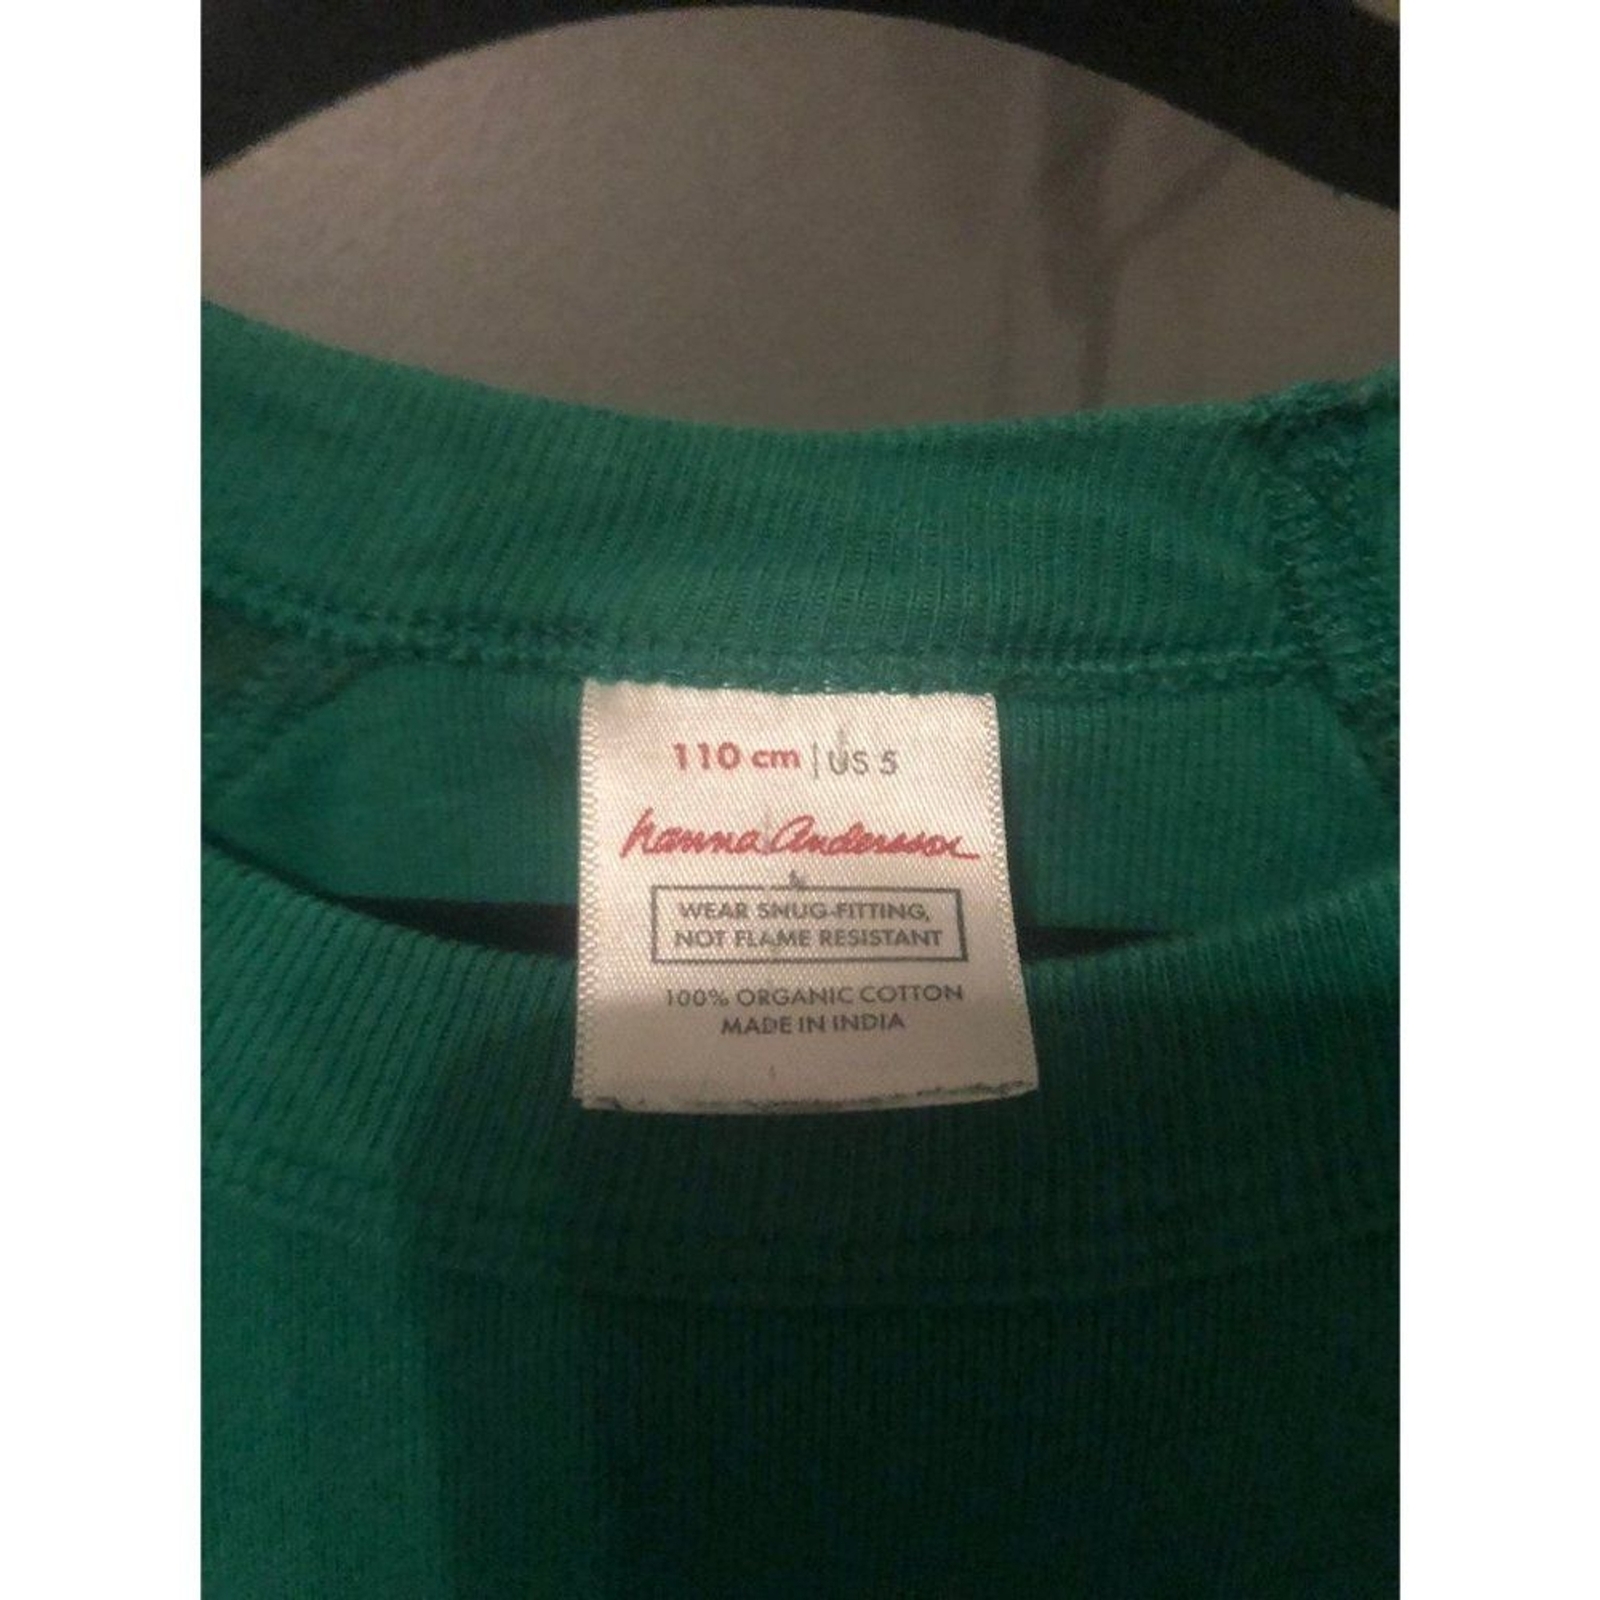 110 cm | US 5
hanna Andersson
WEAR SNUG-FITTING,
NOT FLAME RESISTANT
100% ORGANIC COTTON
MADE IN INDIA